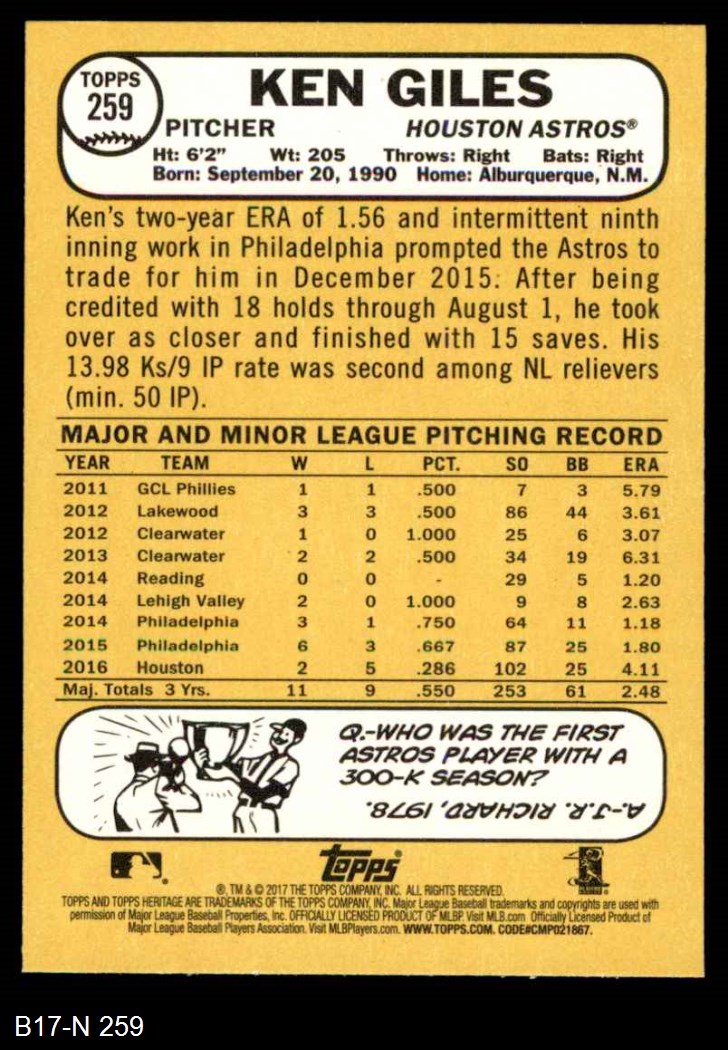 TOPPS
259
KEN GILES
PITCHER HOUSTON ASTROS®
Ht: 6'2" Wt: 205 Throws: Right Bats: Right
Born: September 20, 1990 Home: Alburquerque, N.M.
Ken's two-year ERA of 1.56 and intermittent ninth
inning work in Philadelphia prompted the Astros to
trade for him in December 2015. After being
credited with 18 holds through August 1, he took
over as closer and finished with 15 saves. His
13.98 Ks/9 IP rate was second among NL relievers
(min. 50 IP).
MAJOR AND MINOR LEAGUE PITCHING RECORD
YEAR TEAM W L PCT. SO BB ERA
2011 GCL Phillies 1 1 .500 7 3 5.79
2012 Lakewood 3 3 .500 86 44 3.61
2012 Clearwater 1 0 1.000 25 6 3.07
2013 Clearwater 2 2 .500 34 19 6.31
2014 Reading 0 0 - 29 5 1.20
2014 Lehigh Valley 2 0 1.000 9 8 2.63
2014 Philadelphia 3 1 .750 64 11 1.18
2015 Philadelphia 6 3 .667 87 25 1.80
2016 Houston 2 5 .286 102 25 4.11
Maj. Totals 3 Yrs. 11 9 .550 253 61 2.48
Q.-WHO WAS THE FIRST
ASTROS PLAYER WITH A
300-K SEASON?
A.-J.R. RICHARD, 1978.
Topps
®, TM & © 2017 THE TOPPS COMPANY, INC. ALL RIGHTS RESERVED.
TOPPS AND TOPPS HERITAGE ARE TRADEMARKS OF THE TOPPS COMPANY, INC. Major League Baseball trademarks and copyrights are used with
permission of Major League Baseball Properties, Inc. OFFICIALLY LICENSED PRODUCT OF MLBP Visit MLB.com Officially Licensed Product of
Major League Baseball Players Association. Visit MLBPlayers.com. WWW.TOPPS.COM. CODE#CMP021867.
B17-N 259